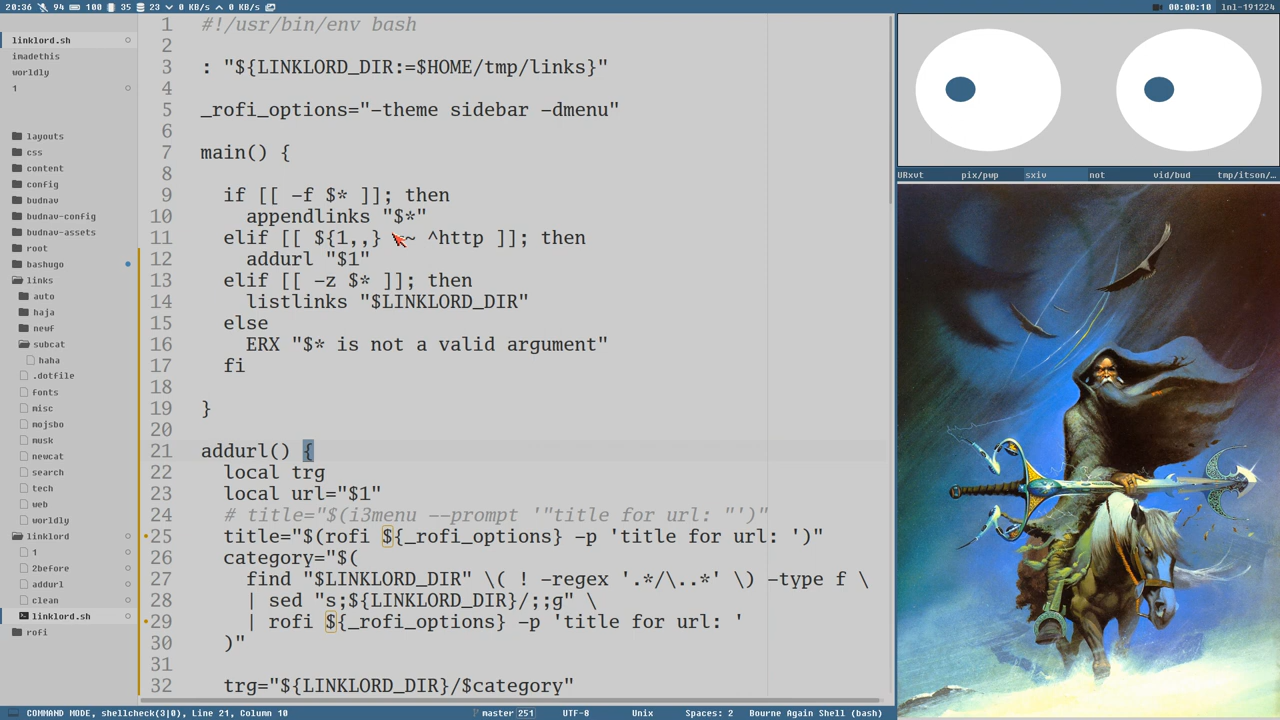 20:36 94 100 35 23 0 KB/s 0 KB/s
00:00:10 lnl-191224
linklord.sh
imadethis
worldly
1
layouts
css
content
config
budnav
budnav-config
budnav-assets
root
bashugo
links
auto
haja
newf
subcat
haha
.dotfile
fonts
misc
mojsbo
musk
newcat
search
tech
web
worldly
linklord
1
2before
addurl
clean
linklord.sh
rofi
1 #!/usr/bin/env bash
2
3 : "${LINKLORD_DIR:=$HOME/tmp/links}"
4
5 _rofi_options="-theme sidebar -dmenu"
6
7 main() {
8
9 if [[ -f $* ]]; then
10 appendlinks "$*"
11 elif [[ ${1,,} ~ ^http ]]; then
12 addurl "$1"
13 elif [[ -z $* ]]; then
14 listlinks "$LINKLORD_DIR"
15 else
16 ERX "$* is not a valid argument"
17 fi
18
19 }
20
21 addurl() {
22 local trg
23 local url="$1"
24 # title="$(i3menu --prompt '"title for url: "')"
25 title="$(rofi ${_rofi_options} -p 'title for url: ')"
26 category="$(
27 find "$LINKLORD_DIR" \( ! -regex '.*/\..*' \) -type f \
28 | sed "s;${LINKLORD_DIR}/;;g" \
29 | rofi ${_rofi_options} -p 'title for url: '
30 )"
31
32 trg="${LINKLORD_DIR}/$category"
URxvt pix/pwp sxiv not vid/bud tmp/itson/…
COMMAND MODE, shellcheck(3|0), Line 21, Column 10 master 251 UTF-8 Unix Spaces: 2 Bourne Again Shell (bash)